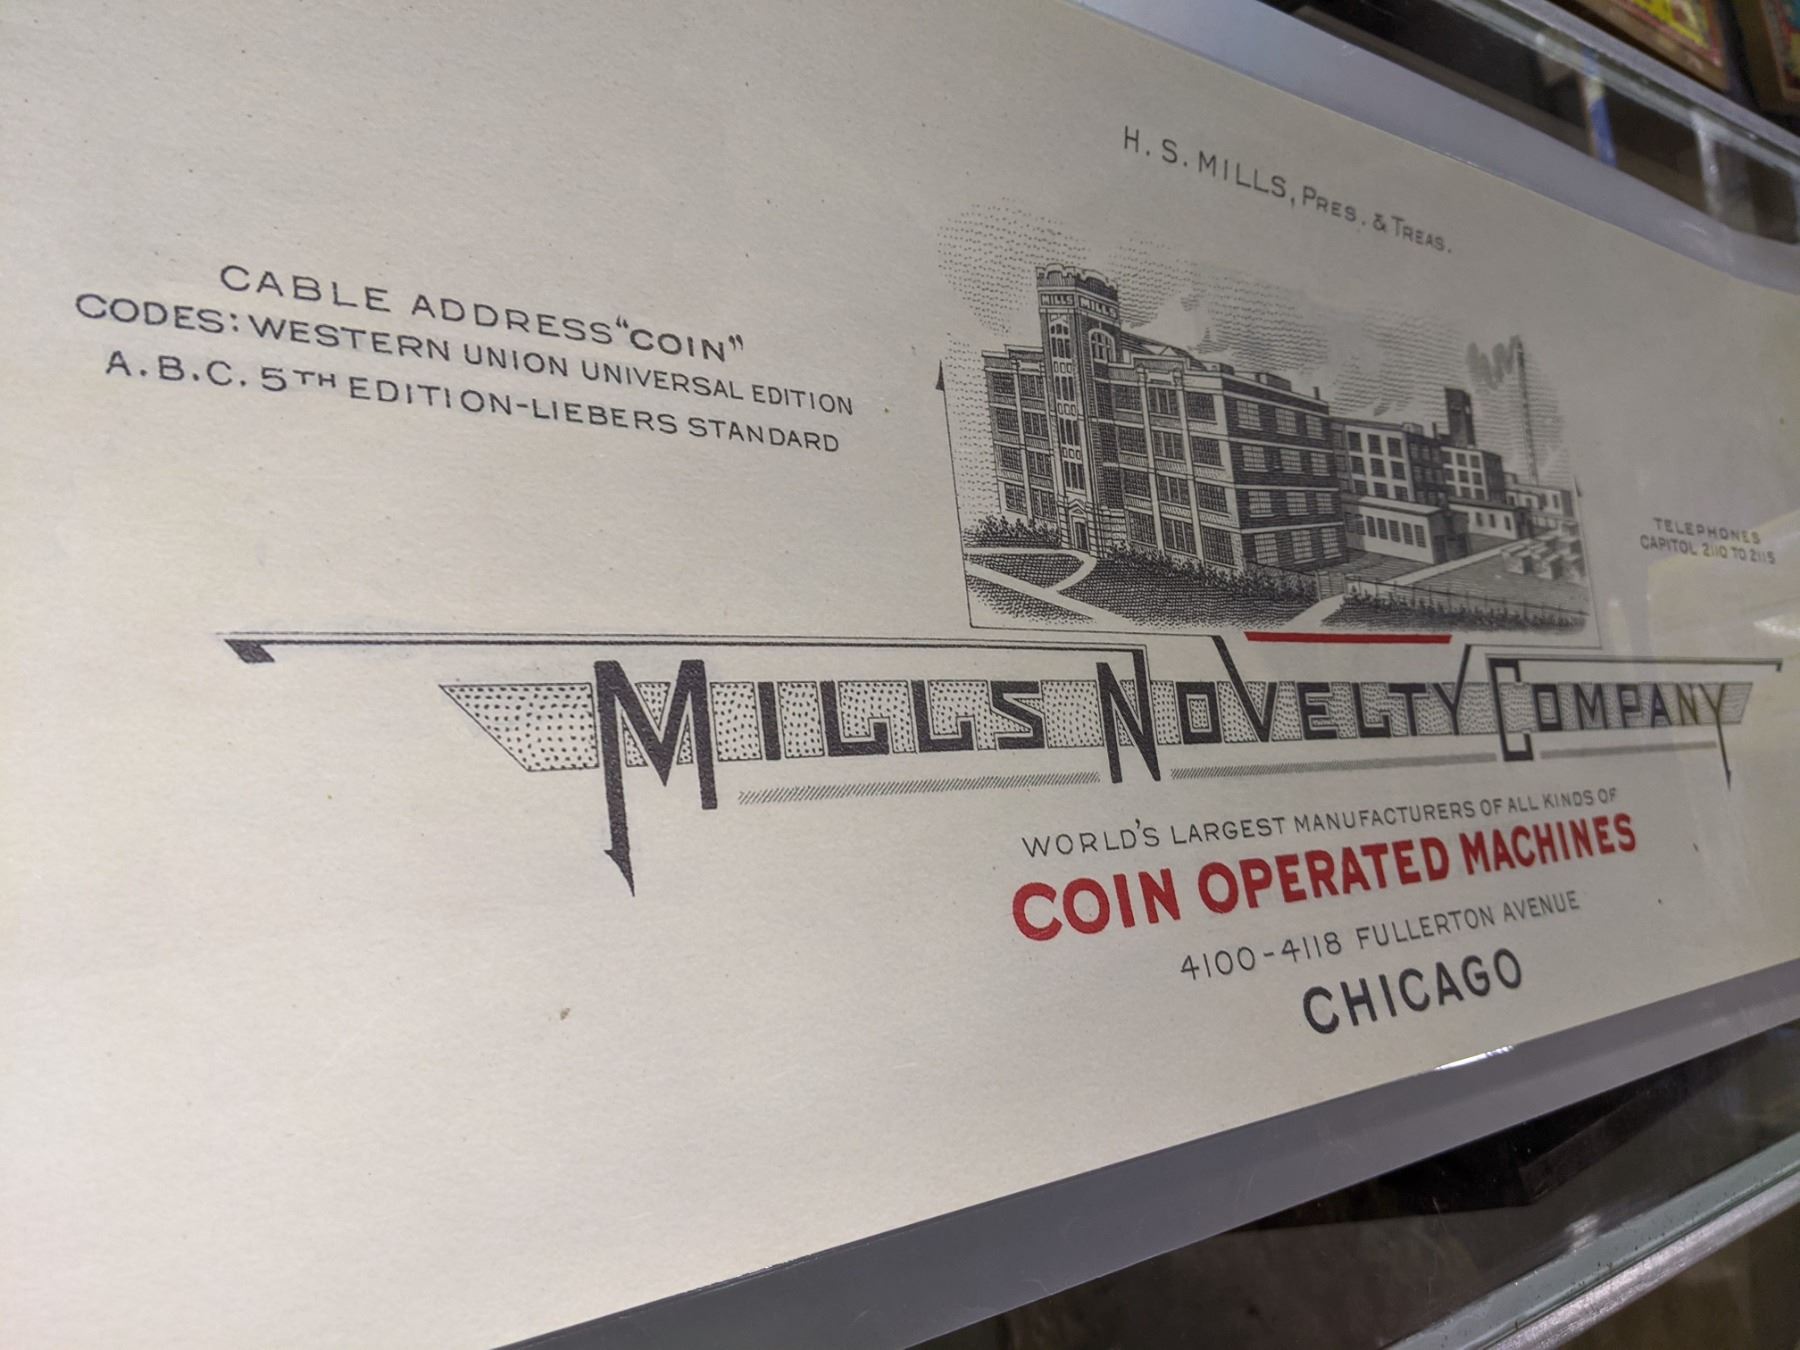 H. S. MILLS, PRES. & TREAS.
CABLE ADDRESS "COIN"
CODES: WESTERN UNION UNIVERSAL EDITION
A.B.C. 5TH EDITION-LIEBERS STANDARD
MILLS MILLS
TELEPHONES
CAPITOL 2110 TO 2115
MILLS NOVELTY COMPANY
WORLD'S LARGEST MANUFACTURERS OF ALL KINDS OF
COIN OPERATED MACHINES
4100-4118 FULLERTON AVENUE
CHICAGO